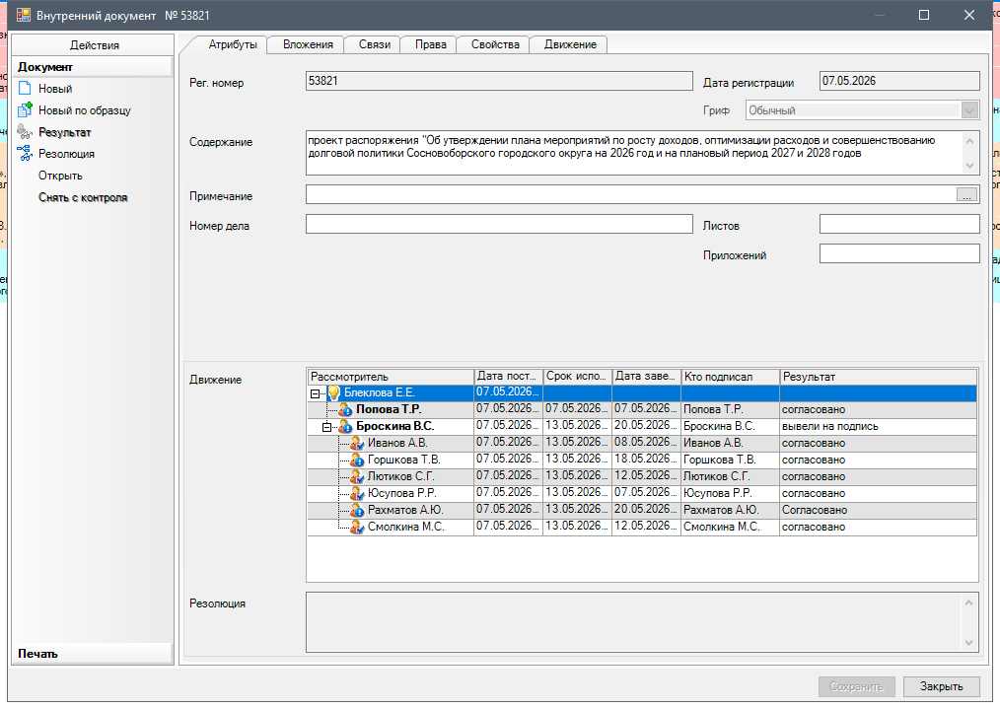 Внутренний документ № 53821
Действия
Документ
Новый
Новый по образцу
Результат
Резолюция
Открыть
Снять с контроля
Печать
Атрибуты Вложения Связи Права Свойства Движение
Рег. номер 53821 Дата регистрации 07.05.2026
Гриф Обычный
Содержание
проект распоряжения "Об утверждении плана мероприятий по росту доходов, оптимизации расходов и совершенствованию
долговой политики Сосновоборского городского округа на 2026 год и на плановый период 2027 и 2028 годов
Примечание ...
Номер дела Листов
Приложений
Движение
Рассмотритель Дата пост... Срок испо... Дата заве... Кто подписал Результат
Блеклова Е.Е. 07.05.2026...
Попова Т.Р. 07.05.2026... 07.05.2026... 07.05.2026... Попова Т.Р. согласовано
Броскина В.С. 07.05.2026... 13.05.2026... 20.05.2026... Броскина В.С. вывели на подпись
Иванов А.В. 07.05.2026... 13.05.2026... 08.05.2026... Иванов А.В. согласовано
Горшкова Т.В. 07.05.2026... 13.05.2026... 18.05.2026... Горшкова Т.В. согласовано
Лютиков С.Г. 07.05.2026... 13.05.2026... 12.05.2026... Лютиков С.Г. согласовано
Юсупова Р.Р. 07.05.2026... 13.05.2026... 07.05.2026... Юсупова Р.Р. согласовано
Рахматов А.Ю. 07.05.2026... 13.05.2026... 20.05.2026... Рахматов А.Ю. Согласовано
Смолкина М.С. 07.05.2026... 13.05.2026... 12.05.2026... Смолкина М.С. согласовано
Резолюция
Сохранить Закрыть